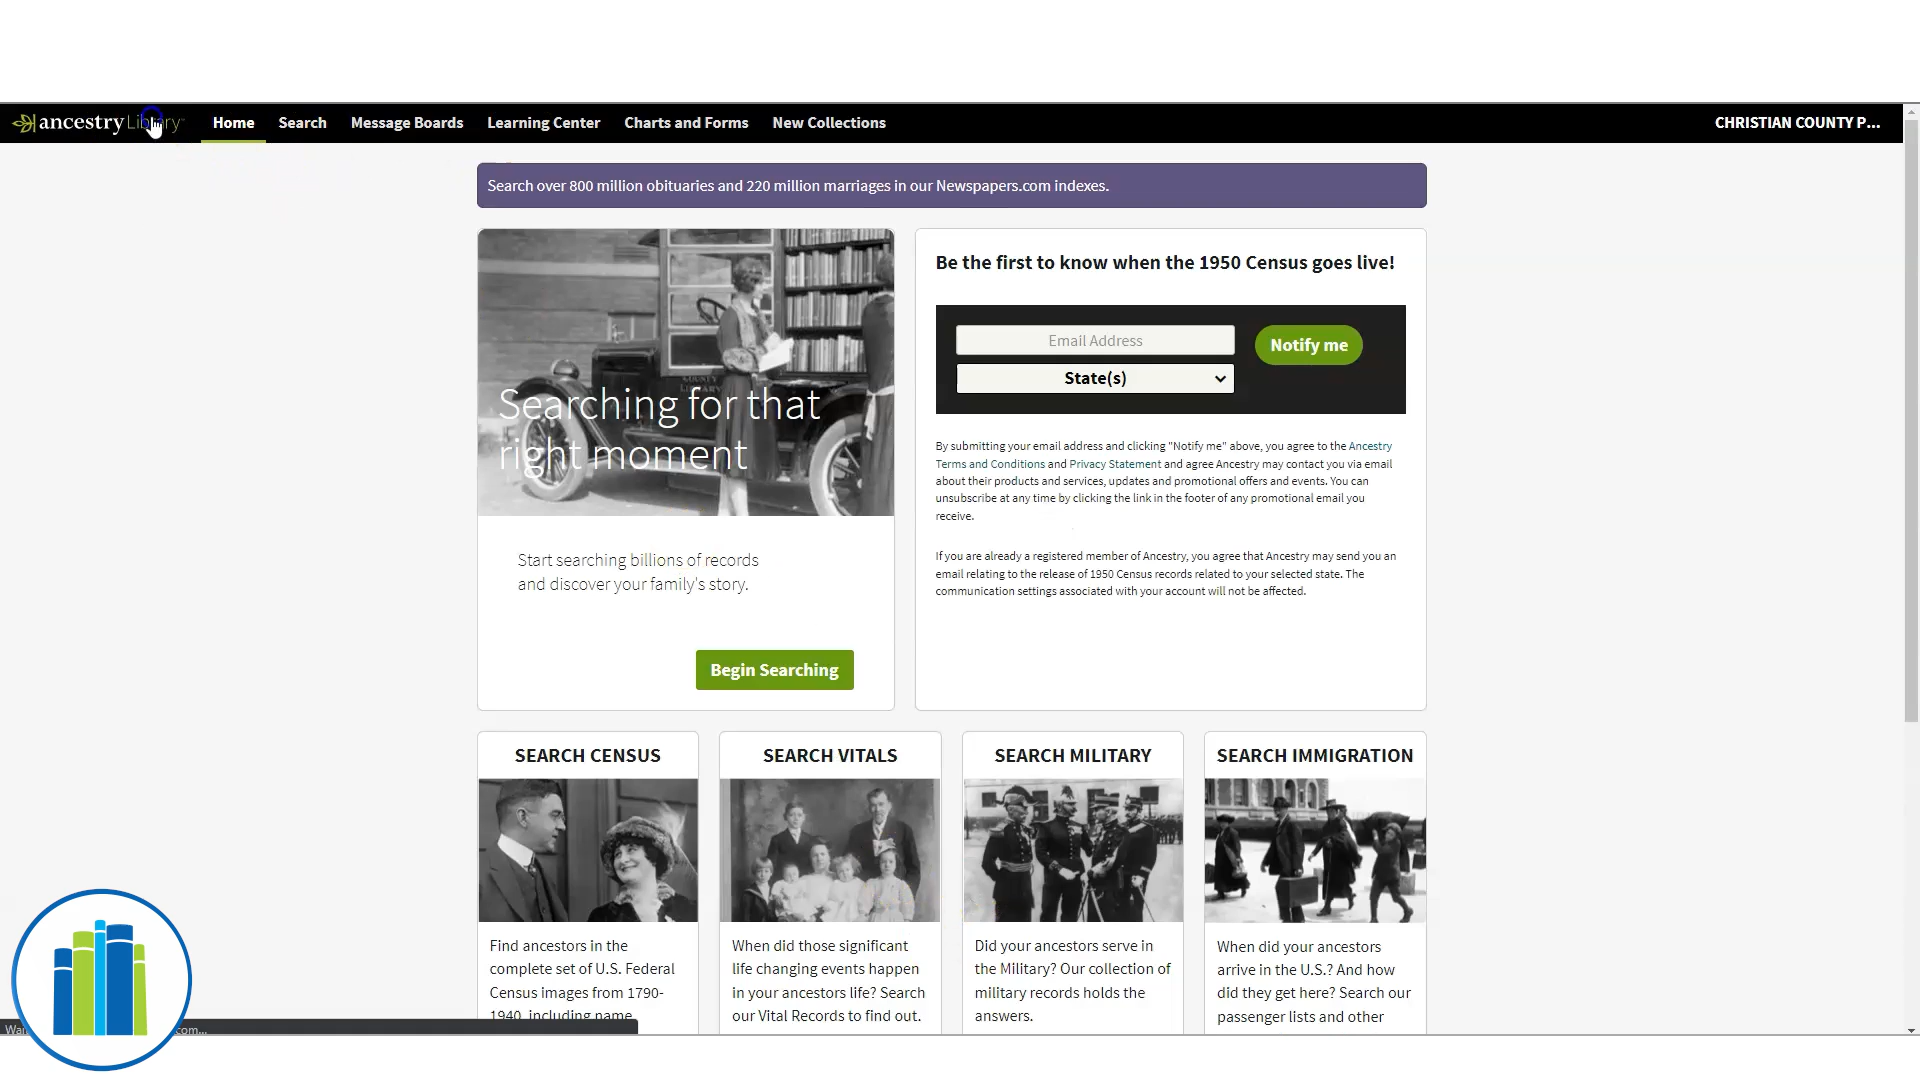 ancestryLibrary Home Search Message Boards Learning Center Charts and Forms New Collections CHRISTIAN COUNTY P...
Search over 800 million obituaries and 220 million marriages in our Newspapers.com indexes.
COUNTY
Searching for that
right moment
Start searching billions of records
and discover your family's story.
Begin Searching
Be the first to know when the 1950 Census goes live!
Email Address
Notify me
State(s)
By submitting your email address and clicking "Notify me" above, you agree to the Ancestry
Terms and Conditions and Privacy Statement and agree Ancestry may contact you via email
about their products and services, updates and promotional offers and events. You can
unsubscribe at any time by clicking the link in the footer of any promotional email you
receive.
If you are already a registered member of Ancestry, you agree that Ancestry may send you an
email relating to the release of 1950 Census records related to your selected state. The
communication settings associated with your account will not be affected.
SEARCH CENSUS
Find ancestors in the
complete set of U.S. Federal
Census images from 1790-
1940, including name
SEARCH VITALS
When did those significant
life changing events happen
in your ancestors life? Search
our Vital Records to find out.
SEARCH MILITARY
Did your ancestors serve in
the Military? Our collection of
military records holds the
answers.
SEARCH IMMIGRATION
When did your ancestors
arrive in the U.S.? And how
did they get here? Search our
passenger lists and other
com...